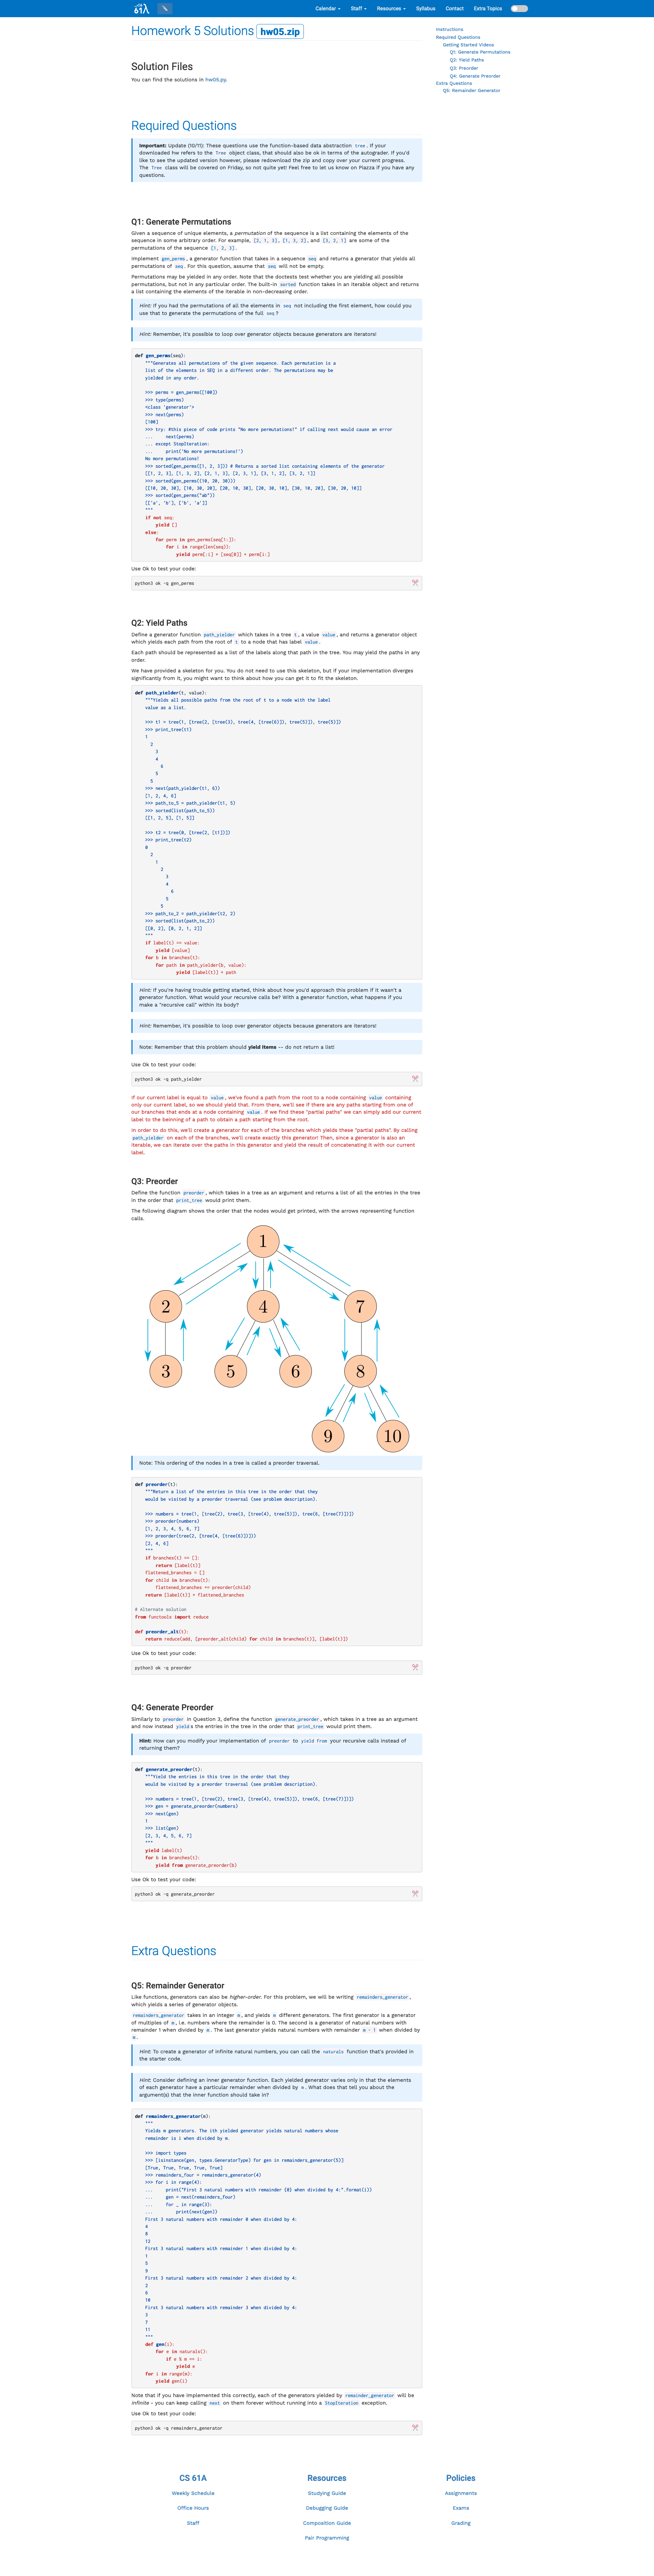 61A
Calendar
Staff
Resources
Syllabus
Contact
Extra Topics
Homework 5 Solutions hw05.zip
Instructions
Required Questions
Getting Started Videos
Q1: Generate Permutations
Q2: Yield Paths
Q3: Preorder
Q4: Generate Preorder
Extra Questions
Q5: Remainder Generator
Solution Files
You can find the solutions in hw05.py.
Required Questions
Important: Update (10/11): These questions use the function-based data abstraction tree. If your
downloaded hw refers to the Tree object class, that should also be ok in terms of the autograder. If you'd
like to see the updated version however, please redownload the zip and copy over your current progress.
The Tree class will be covered on Friday, so not quite yet! Feel free to let us know on Piazza if you have any
questions.
Q1: Generate Permutations
Given a sequence of unique elements, a permutation of the sequence is a list containing the elements of the
sequence in some arbitrary order. For example, [2, 1, 3], [1, 3, 2], and [3, 2, 1] are some of the
permutations of the sequence [1, 2, 3].
Implement gen_perms, a generator function that takes in a sequence seq and returns a generator that yields all
permutations of seq. For this question, assume that seq will not be empty.
Permutations may be yielded in any order. Note that the doctests test whether you are yielding all possible
permutations, but not in any particular order. The built-in sorted function takes in an iterable object and returns
a list containing the elements of the iterable in non-decreasing order.
Hint: If you had the permutations of all the elements in seq not including the first element, how could you
use that to generate the permutations of the full seq?
Hint: Remember, it's possible to loop over generator objects because generators are iterators!
def gen_perms(seq):
"""Generates all permutations of the given sequence. Each permutation is a
list of the elements in SEQ in a different order. The permutations may be
yielded in any order.
>>> perms = gen_perms([100])
>>> type(perms)
<class 'generator'>
>>> next(perms)
[100]
>>> try: #this piece of code prints "No more permutations!" if calling next would cause an error
...     next(perms)
... except StopIteration:
...     print('No more permutations!')
No more permutations!
>>> sorted(gen_perms([1, 2, 3])) # Returns a sorted list containing elements of the generator
[[1, 2, 3], [1, 3, 2], [2, 1, 3], [2, 3, 1], [3, 1, 2], [3, 2, 1]]
>>> sorted(gen_perms((10, 20, 30)))
[[10, 20, 30], [10, 30, 20], [20, 10, 30], [20, 30, 10], [30, 10, 20], [30, 20, 10]]
>>> sorted(gen_perms("ab"))
[['a', 'b'], ['b', 'a']]
"""
if not seq:
yield []
else:
for perm in gen_perms(seq[1:]):
for i in range(len(seq)):
yield perm[:i] + [seq[0]] + perm[i:]
Use Ok to test your code:
python3 ok -q gen_perms
Q2: Yield Paths
Define a generator function path_yielder which takes in a tree t, a value value, and returns a generator object
which yields each path from the root of t to a node that has label value.
Each path should be represented as a list of the labels along that path in the tree. You may yield the paths in any
order.
We have provided a skeleton for you. You do not need to use this skeleton, but if your implementation diverges
significantly from it, you might want to think about how you can get it to fit the skeleton.
def path_yielder(t, value):
"""Yields all possible paths from the root of t to a node with the label
value as a list.
>>> t1 = tree(1, [tree(2, [tree(3), tree(4, [tree(6)]), tree(5)]), tree(5)])
>>> print_tree(t1)
1
2
3
4
6
5
5
>>> next(path_yielder(t1, 6))
[1, 2, 4, 6]
>>> path_to_5 = path_yielder(t1, 5)
>>> sorted(list(path_to_5))
[[1, 2, 5], [1, 5]]
>>> t2 = tree(0, [tree(2, [t1])])
>>> print_tree(t2)
0
2
1
2
3
4
6
5
5
>>> path_to_2 = path_yielder(t2, 2)
>>> sorted(list(path_to_2))
[[0, 2], [0, 2, 1, 2]]
"""
if label(t) == value:
yield [value]
for b in branches(t):
for path in path_yielder(b, value):
yield [label(t)] + path
Hint: If you're having trouble getting started, think about how you'd approach this problem if it wasn't a
generator function. What would your recursive calls be? With a generator function, what happens if you
make a "recursive call" within its body?
Hint: Remember, it's possible to loop over generator objects because generators are iterators!
Note: Remember that this problem should yield items -- do not return a list!
Use Ok to test your code:
python3 ok -q path_yielder
If our current label is equal to value, we've found a path from the root to a node containing value containing
only our current label, so we should yield that. From there, we'll see if there are any paths starting from one of
our branches that ends at a node containing value. If we find these "partial paths" we can simply add our current
label to the beinning of a path to obtain a path starting from the root.
In order to do this, we'll create a generator for each of the branches which yields these "partial paths". By calling
path_yielder on each of the branches, we'll create exactly this generator! Then, since a generator is also an
iterable, we can iterate over the paths in this generator and yield the result of concatenating it with our current
label.
Q3: Preorder
Define the function preorder, which takes in a tree as an argument and returns a list of all the entries in the tree
in the order that print_tree would print them.
The following diagram shows the order that the nodes would get printed, with the arrows representing function
calls.
1
2
4
7
3
5
6
8
9
10
Note: This ordering of the nodes in a tree is called a preorder traversal.
def preorder(t):
"""Return a list of the entries in this tree in the order that they
would be visited by a preorder traversal (see problem description).
>>> numbers = tree(1, [tree(2), tree(3, [tree(4), tree(5)]), tree(6, [tree(7)])])
>>> preorder(numbers)
[1, 2, 3, 4, 5, 6, 7]
>>> preorder(tree(2, [tree(4, [tree(6)])]))
[2, 4, 6]
"""
if branches(t) == []:
return [label(t)]
flattened_branches = []
for child in branches(t):
flattened_branches += preorder(child)
return [label(t)] + flattened_branches
# Alternate solution
from functools import reduce
def preorder_alt(t):
return reduce(add, [preorder_alt(child) for child in branches(t)], [label(t)])
Use Ok to test your code:
python3 ok -q preorder
Q4: Generate Preorder
Similarly to preorder in Question 3, define the function generate_preorder, which takes in a tree as an argument
and now instead yields the entries in the tree in the order that print_tree would print them.
Hint: How can you modify your implementation of preorder to yield from your recursive calls instead of
returning them?
def generate_preorder(t):
"""Yield the entries in this tree in the order that they
would be visited by a preorder traversal (see problem description).
>>> numbers = tree(1, [tree(2), tree(3, [tree(4), tree(5)]), tree(6, [tree(7)])])
>>> gen = generate_preorder(numbers)
>>> next(gen)
1
>>> list(gen)
[2, 3, 4, 5, 6, 7]
"""
yield label(t)
for b in branches(t):
yield from generate_preorder(b)
Use Ok to test your code:
python3 ok -q generate_preorder
Extra Questions
Q5: Remainder Generator
Like functions, generators can also be higher-order. For this problem, we will be writing remainders_generator,
which yields a series of generator objects.
remainders_generator takes in an integer m, and yields m different generators. The first generator is a generator
of multiples of m, i.e. numbers where the remainder is 0. The second is a generator of natural numbers with
remainder 1 when divided by m. The last generator yields natural numbers with remainder m - 1 when divided by
m.
Hint: To create a generator of infinite natural numbers, you can call the naturals function that's provided in
the starter code.
Hint: Consider defining an inner generator function. Each yielded generator varies only in that the elements
of each generator have a particular remainder when divided by m. What does that tell you about the
argument(s) that the inner function should take in?
def remainders_generator(m):
"""
Yields m generators. The ith yielded generator yields natural numbers whose
remainder is i when divided by m.
>>> import types
>>> [isinstance(gen, types.GeneratorType) for gen in remainders_generator(5)]
[True, True, True, True, True]
>>> remainders_four = remainders_generator(4)
>>> for i in range(4):
...     print("First 3 natural numbers with remainder {0} when divided by 4:".format(i))
...     gen = next(remainders_four)
...     for _ in range(3):
...         print(next(gen))
First 3 natural numbers with remainder 0 when divided by 4:
4
8
12
First 3 natural numbers with remainder 1 when divided by 4:
1
5
9
First 3 natural numbers with remainder 2 when divided by 4:
2
6
10
First 3 natural numbers with remainder 3 when divided by 4:
3
7
11
"""
def gen(i):
for e in naturals():
if e % m == i:
yield e
for i in range(m):
yield gen(i)
Note that if you have implemented this correctly, each of the generators yielded by remainder_generator will be
infinite - you can keep calling next on them forever without running into a StopIteration exception.
Use Ok to test your code:
python3 ok -q remainders_generator
CS 61A
Weekly Schedule
Office Hours
Staff
Resources
Studying Guide
Debugging Guide
Composition Guide
Pair Programming
Policies
Assignments
Exams
Grading